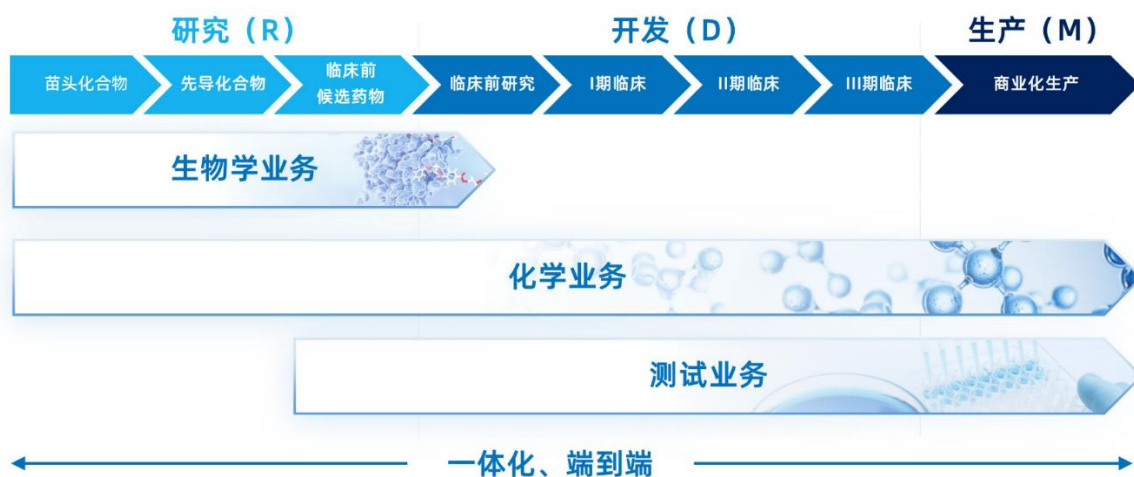 研究（R） 开发（D） 生产（M）
苗头化合物 先导化合物 临床前 候选药物 临床前研究 I期临床 II期临床 III期临床 商业化生产
生物学业务
化学业务
测试业务
一体化、端到端